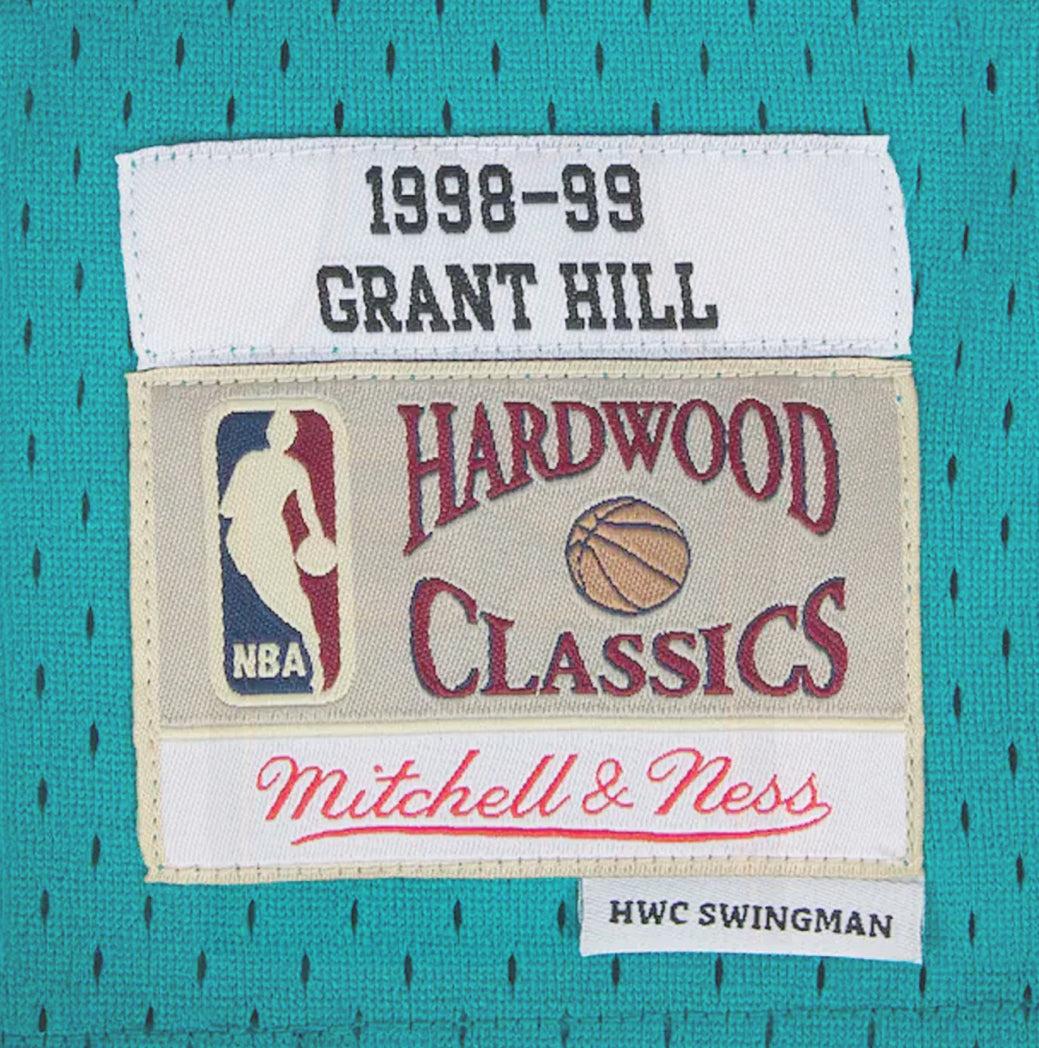 1998-99
GRANT HILL
HARDWOOD
CLASSICS
NBA
Mitchell & Ness
HWC SWINGMAN